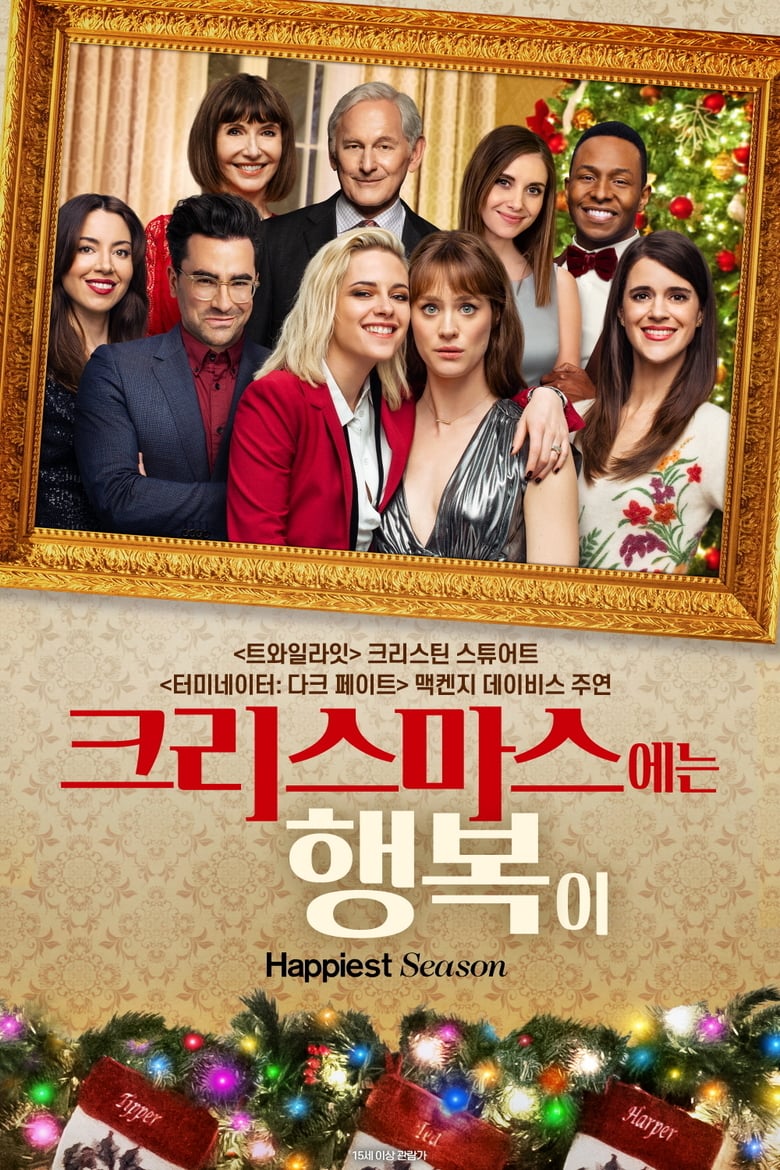 <트와일라잇> 크리스틴 스튜어트
<터미네이터: 다크 페이트> 맥켄지 데이비스 주연
크리스마스에는
행복이
Happiest Season
Tipper
Ted
Harper
15세 이상 관람가